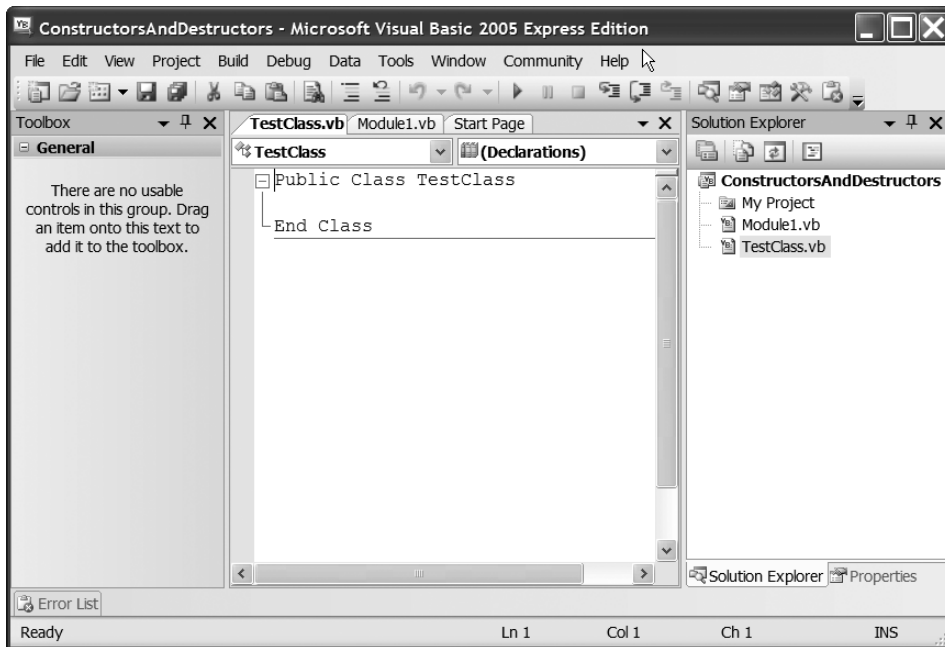 ConstructorsAndDestructors - Microsoft Visual Basic 2005 Express Edition
File Edit View Project Build Debug Data Tools Window Community Help
Toolbox
General
There are no usable
controls in this group. Drag
an item onto this text to
add it to the toolbox.
TestClass.vb Module1.vb Start Page
TestClass (Declarations)
Public Class TestClass
End Class
Solution Explorer
ConstructorsAndDestructors
My Project
Module1.vb
TestClass.vb
Solution Explorer Properties
Error List
Ready Ln 1 Col 1 Ch 1 INS